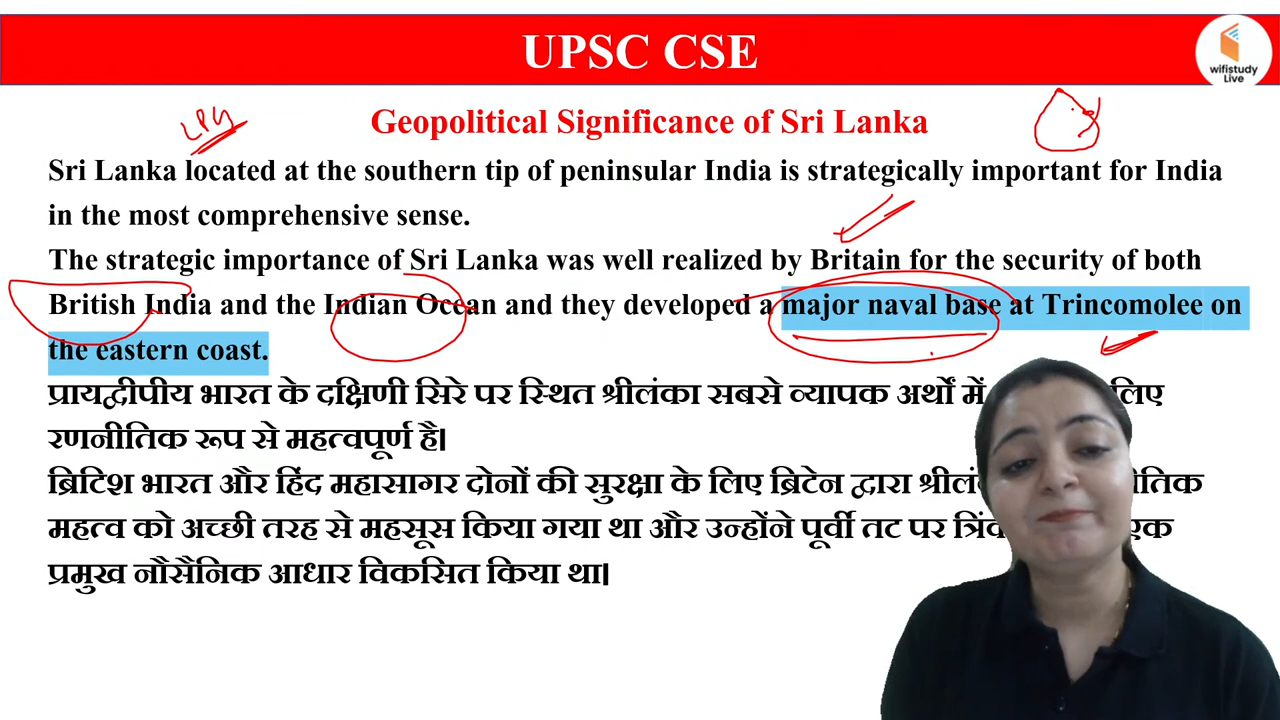 UPSC CSE
wifistudy
Live
LPG
Geopolitical Significance of Sri Lanka
Sri Lanka located at the southern tip of peninsular India is strategically important for India
in the most comprehensive sense.
The strategic importance of Sri Lanka was well realized by Britain for the security of both
British India and the Indian Ocean and they developed a major naval base at Trincomolee on
the eastern coast.
प्रायद्वीपीय भारत के दक्षिणी सिरे पर स्थित श्रीलंका सबसे व्यापक अर्थों में लिए
रणनीतिक रूप से महत्वपूर्ण है।
ब्रिटिश भारत और हिंद महासागर दोनों की सुरक्षा के लिए ब्रिटेन द्वारा
महत्व को अच्छी तरह से महसूस किया गया था और उन्होंने पूर्वी तट पर एक
प्रमुख नौसैनिक आधार विकसित किया था।